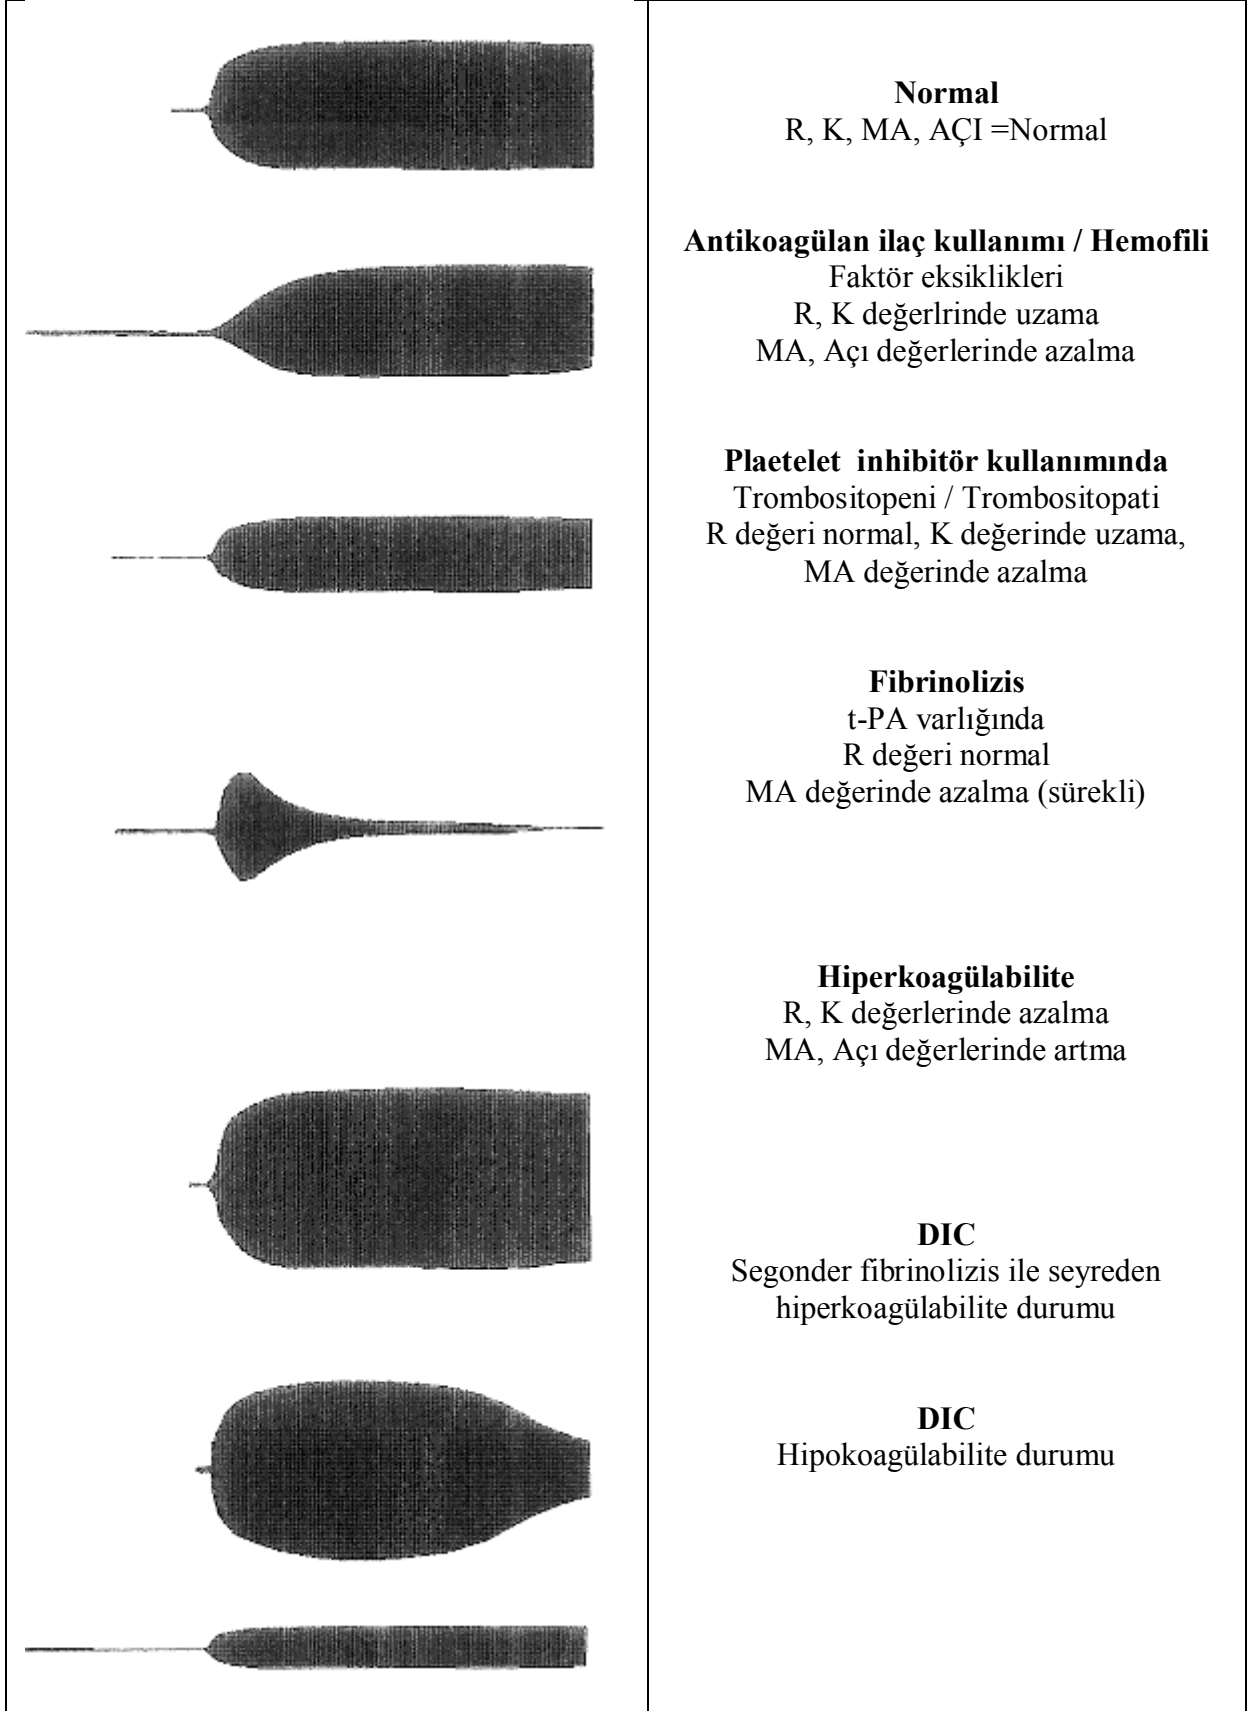 Normal
R, K, MA, AÇI =Normal
Antikoagülan ilaç kullanımı / Hemofili
Faktör eksiklikleri
R, K değerlrinde uzama
MA, Açı değerlerinde azalma
Plaetelet inhibitör kullanımında
Trombositopeni / Trombositopati
R değeri normal, K değerinde uzama,
MA değerinde azalma
Fibrinolizis
t-PA varlığında
R değeri normal
MA değerinde azalma (sürekli)
Hiperkoagülabilite
R, K değerlerinde azalma
MA, Açı değerlerinde artma
DIC
Segonder fibrinolizis ile seyreden
hiperkoagülabilite durumu
DIC
Hipokoagülabilite durumu